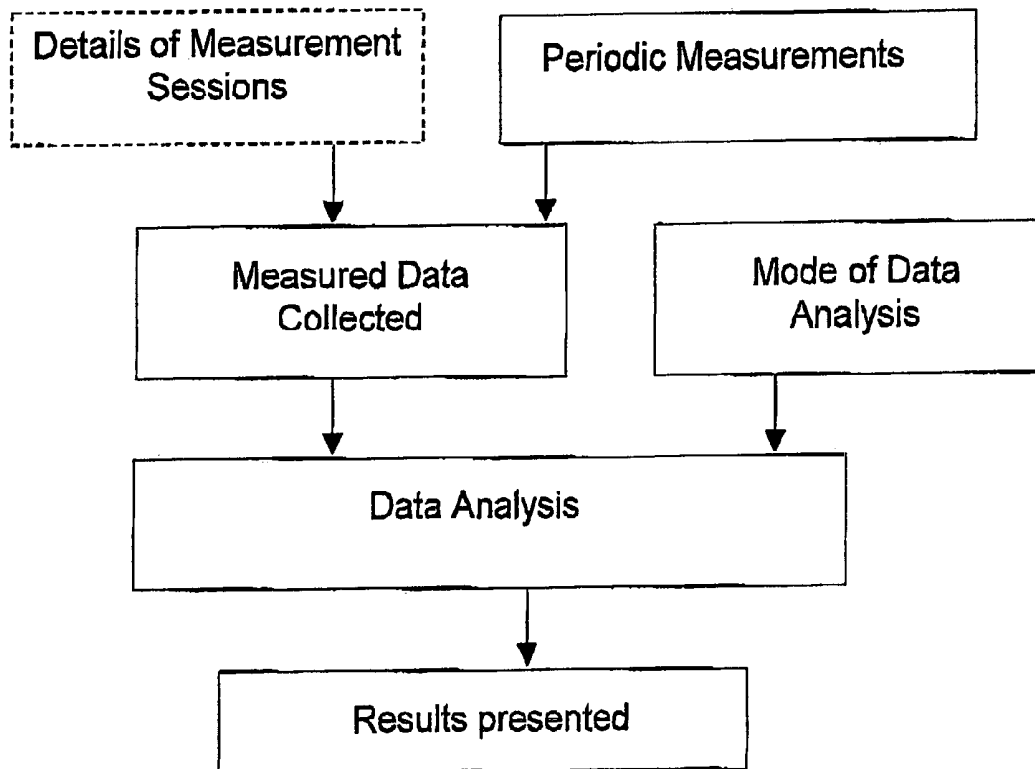 Details of Measurement
Sessions
Periodic Measurements
Measured Data
Collected
Mode of Data
Analysis
Data Analysis
Results presented